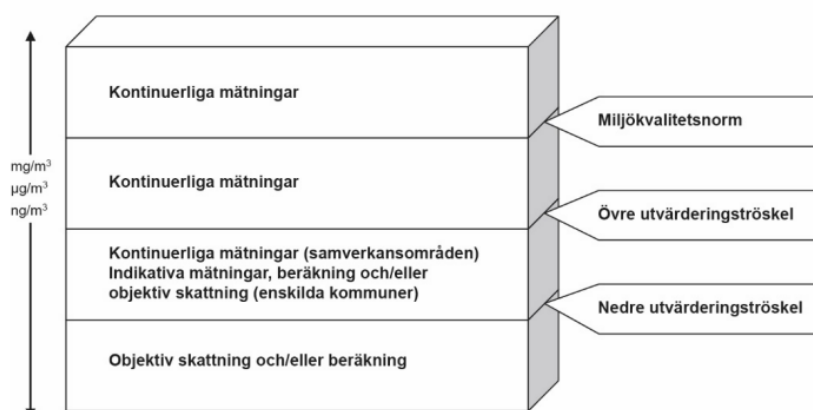 Kontinuerliga mätningar
Miljökvalitetsnorm
mg/m³
µg/m³
ng/m³
Kontinuerliga mätningar
Övre utvärderingströskel
Kontinuerliga mätningar (samverkansområden)
Indikativa mätningar, beräkning och/eller
objektiv skattning (enskilda kommuner)
Nedre utvärderingströskel
Objektiv skattning och/eller beräkning